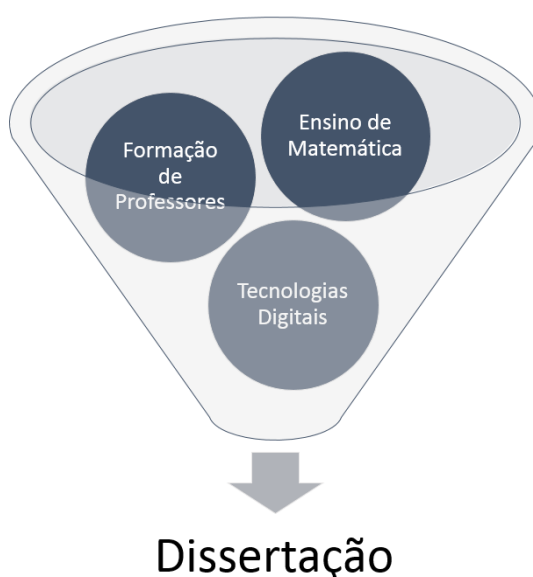 Formação
de
Professores
Ensino de
Matemática
Tecnologias
Digitais
Dissertação